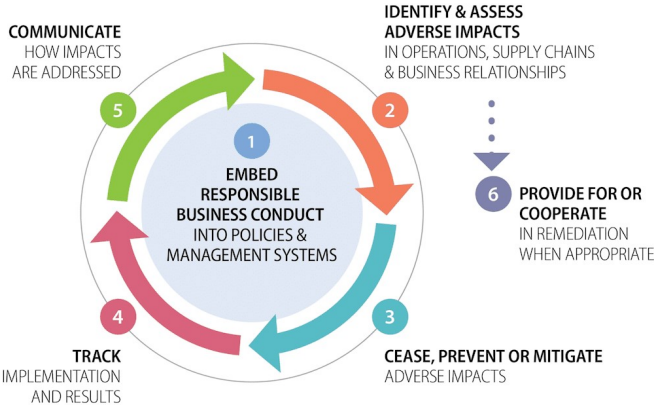 1
EMBED
RESPONSIBLE
BUSINESS CONDUCT
INTO POLICIES &
MANAGEMENT SYSTEMS
2
IDENTIFY & ASSESS
ADVERSE IMPACTS
IN OPERATIONS, SUPPLY CHAINS
& BUSINESS RELATIONSHIPS
3
CEASE, PREVENT OR MITIGATE
ADVERSE IMPACTS
4
TRACK
IMPLEMENTATION
AND RESULTS
5
COMMUNICATE
HOW IMPACTS
ARE ADDRESSED
6
PROVIDE FOR OR
COOPERATE
IN REMEDIATION
WHEN APPROPRIATE